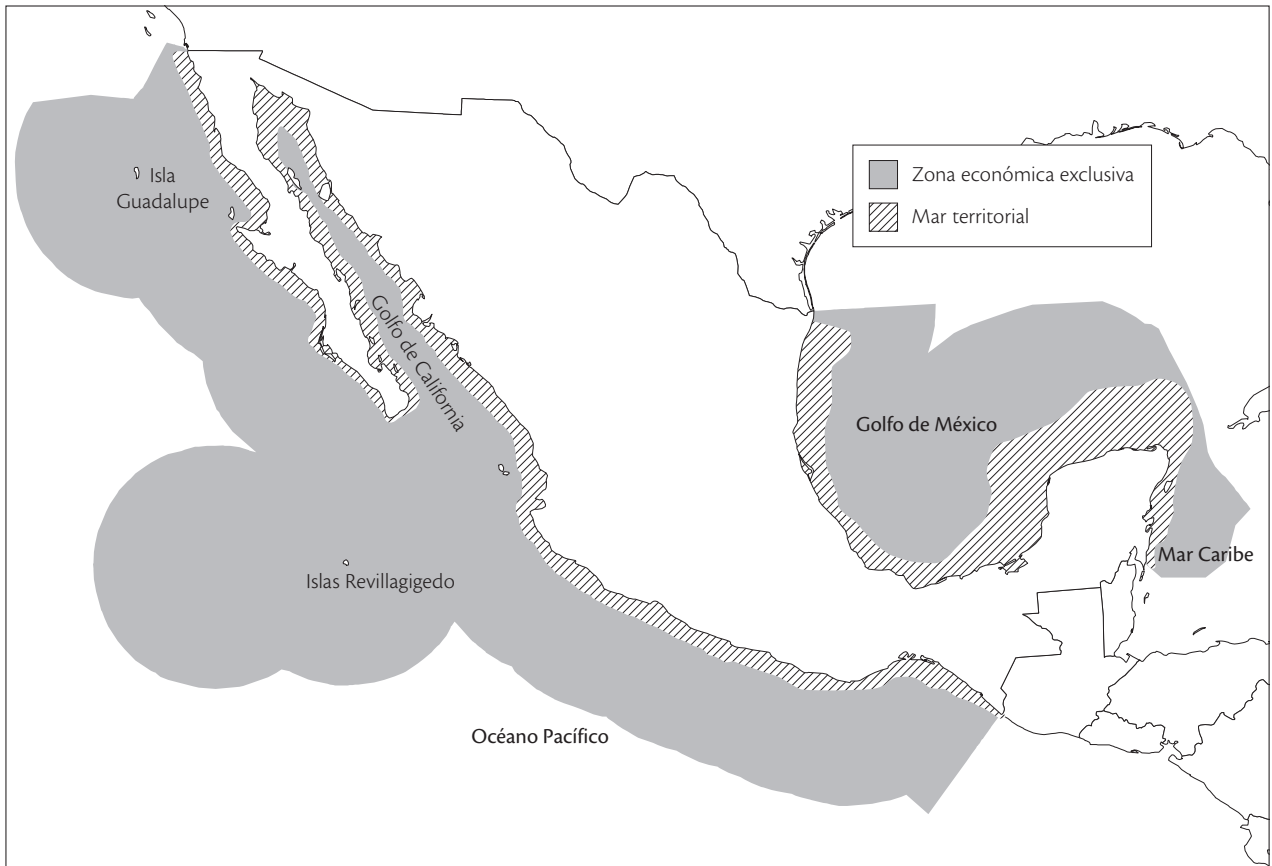 Isla
Guadalupe
Zona económica exclusiva
Mar territorial
Golfo de California
Golfo de México
Mar Caribe
Islas Revillagigedo
Océano Pacífico